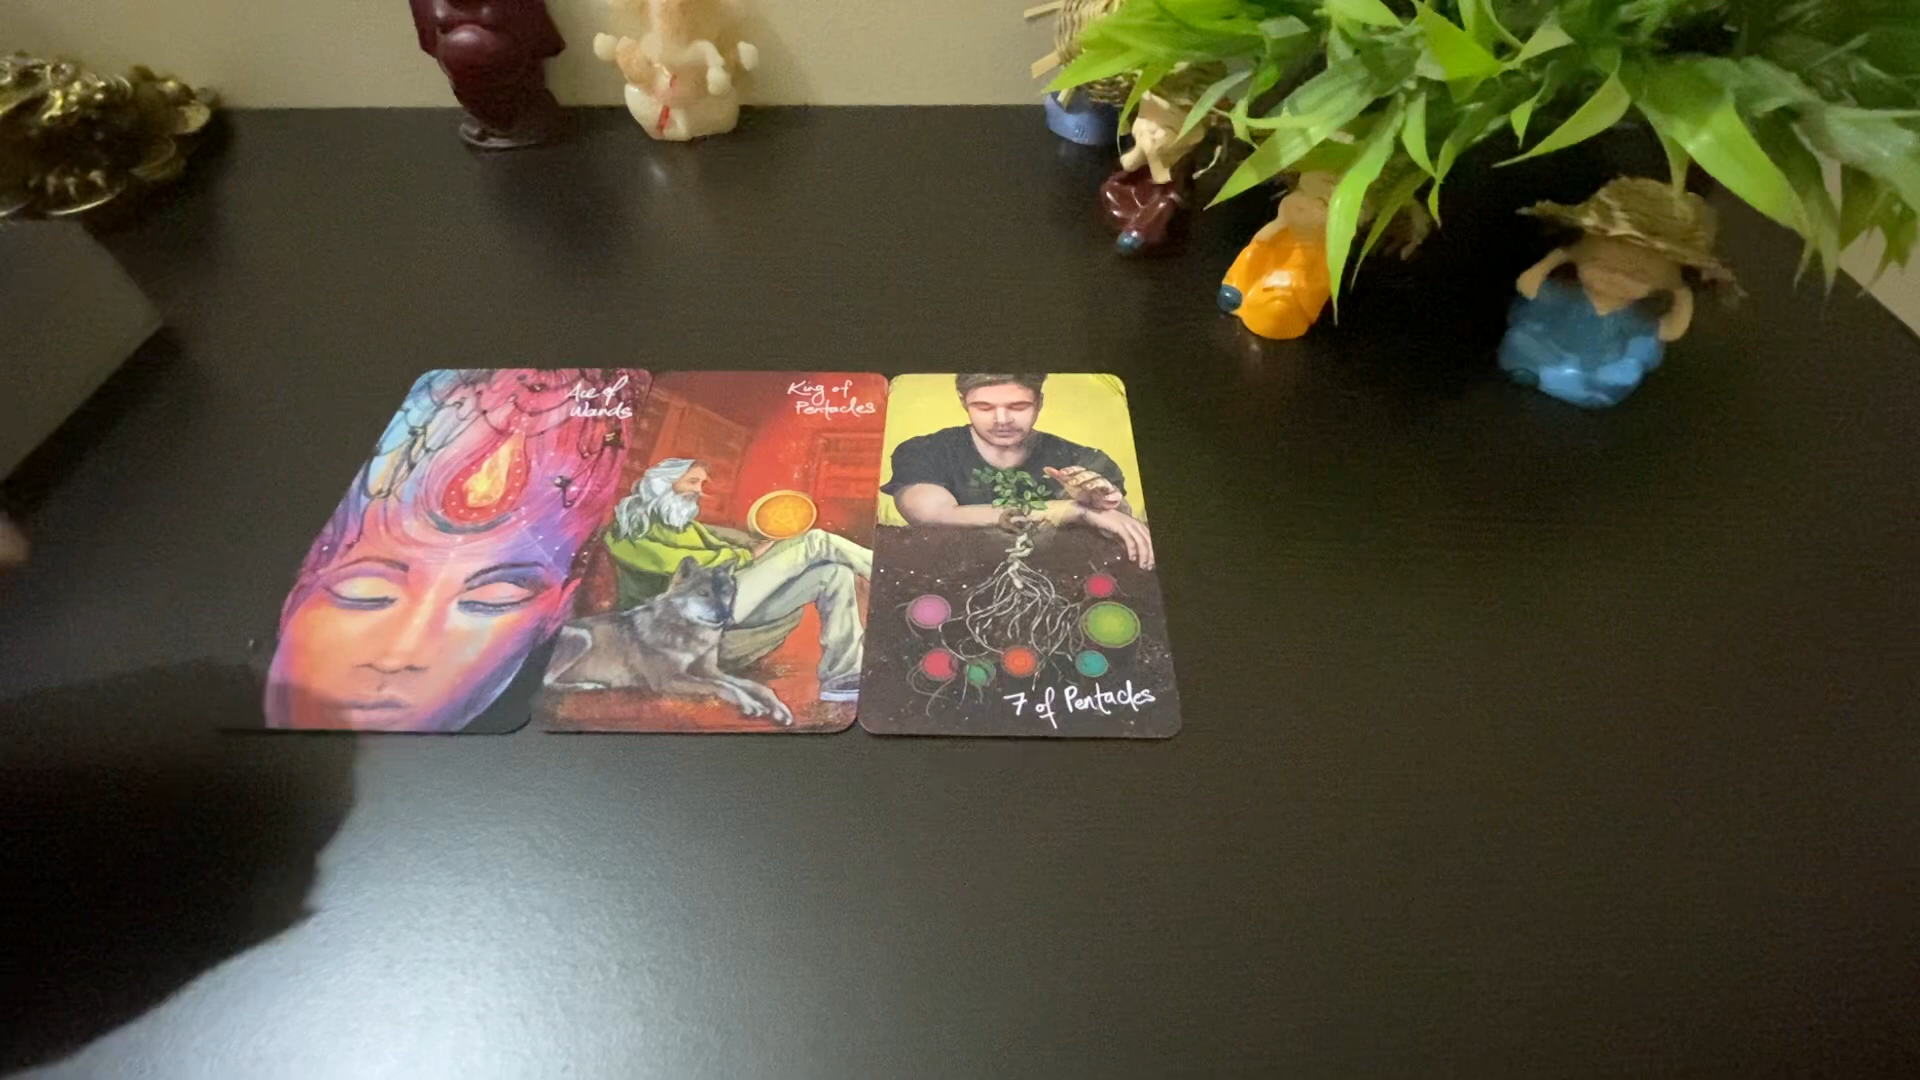 Ace of
Wands
King of
Pentacles
7 of Pentacles